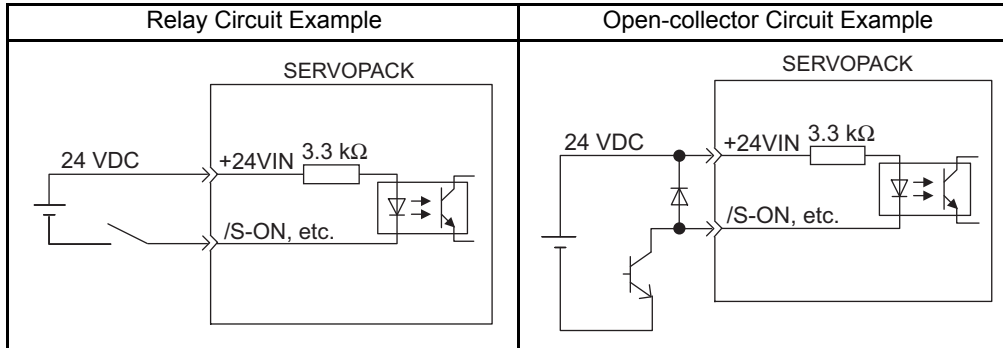 Relay Circuit Example
Open-collector Circuit Example
SERVOPACK
24 VDC
+24VIN
3.3 kΩ
/S-ON, etc.
SERVOPACK
24 VDC
+24VIN
3.3 kΩ
/S-ON, etc.